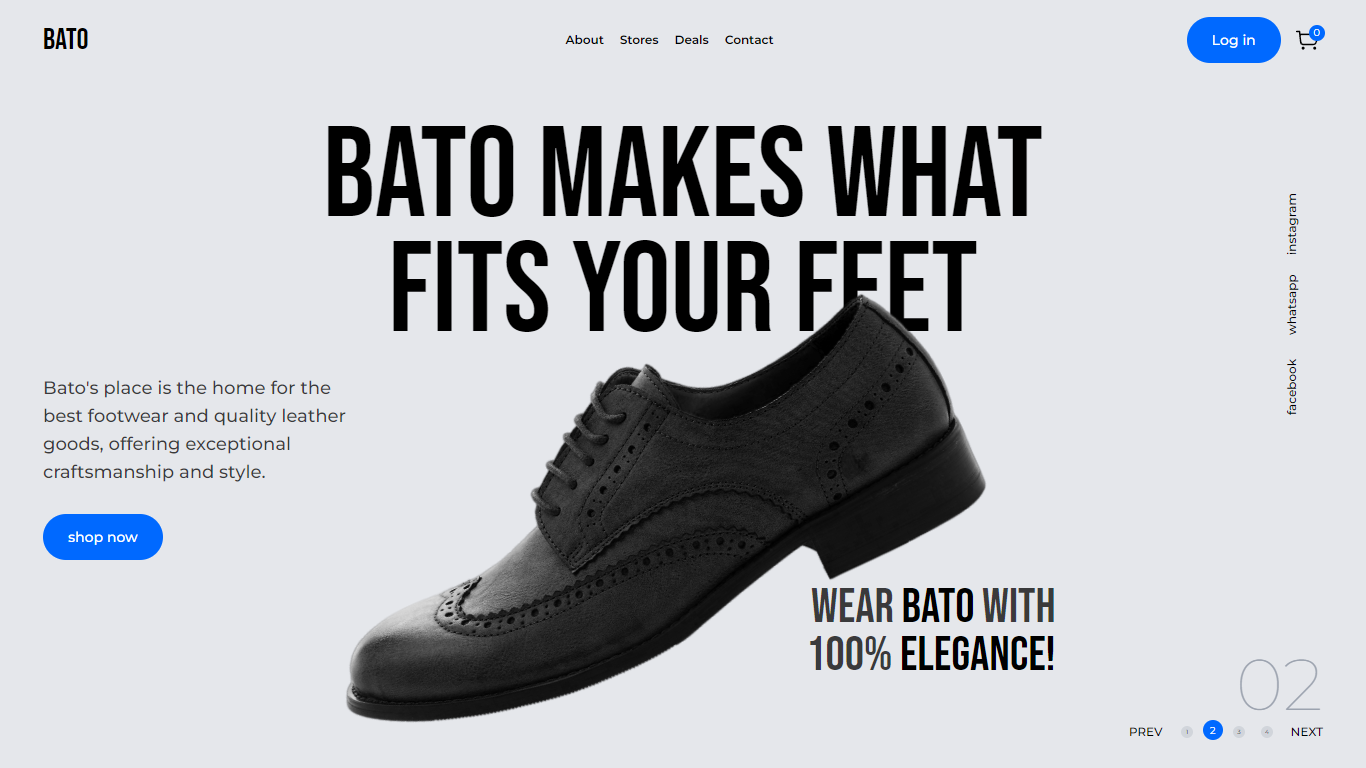 BATO
About Stores Deals Contact
Log in
0
BATO MAKES WHAT
FITS YOUR FEET
instagram
whatsapp
facebook
Bato's place is the home for the
best footwear and quality leather
goods, offering exceptional
craftsmanship and style.
shop now
WEAR BATO WITH
100% ELEGANCE!
02
PREV 1 2 3 4 NEXT